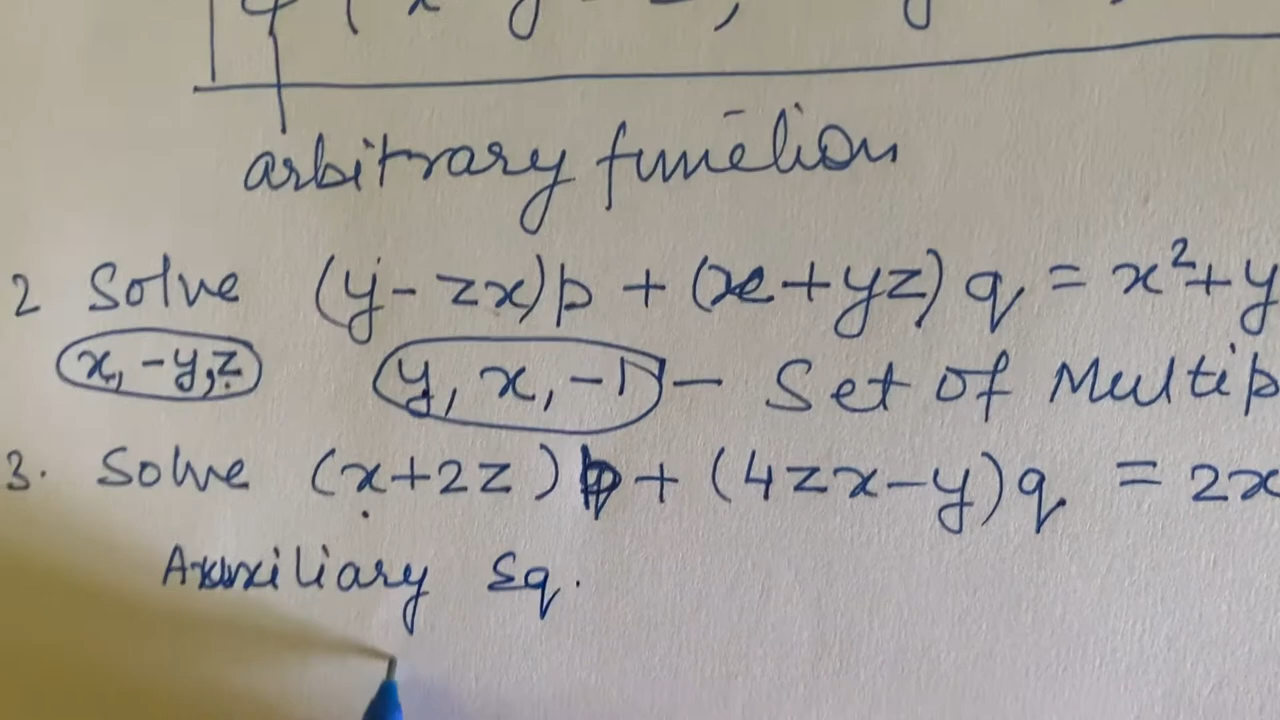 arbitrary function
2 Solve (y-zx)p + (x+yz) q = x²+y
x, -y, z y, x, -1 - Set of Multip
3. Solve (x+2z) p + (4zx-y) q = 2x
Auxiliary Eq.